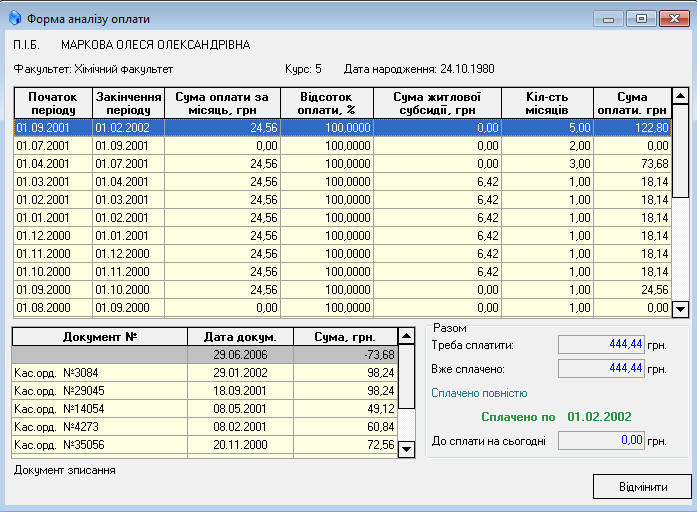 Форма аналізу оплати
П.І.Б. МАРКОВА ОЛЕСЯ ОЛЕКСАНДРІВНА
Факультет: Хімічний факультет Курс: 5 Дата народження: 24.10.1980
Початок періоду Закінчення періоду Сума оплати за місяць, грн Відсоток оплати, % Сума житлової субсидії, грн Кіл-сть місяців Сума оплати. грн
01.09.2001 01.02.2002 24,56 100,0000 0,00 5,00 122,80
01.07.2001 01.09.2001 0,00 100,0000 0,00 2,00 0,00
01.04.2001 01.07.2001 24,56 100,0000 0,00 3,00 73,68
01.03.2001 01.04.2001 24,56 100,0000 6,42 1,00 18,14
01.02.2001 01.03.2001 24,56 100,0000 6,42 1,00 18,14
01.01.2001 01.02.2001 24,56 100,0000 6,42 1,00 18,14
01.12.2000 01.01.2001 24,56 100,0000 6,42 1,00 18,14
01.11.2000 01.12.2000 24,56 100,0000 6,42 1,00 18,14
01.10.2000 01.11.2000 24,56 100,0000 6,42 1,00 18,14
01.09.2000 01.10.2000 24,56 100,0000 0,00 1,00 24,56
01.08.2000 01.09.2000 0,00 100,0000 0,00 1,00 0,00
Документ № Дата докум. Сума, грн.
29.06.2006 -73,68
Кас.орд. №3084 29.01.2002 98,24
Кас.орд. №29045 18.09.2001 98,24
Кас.орд. №14054 08.05.2001 49,12
Кас.орд. №4273 08.02.2001 60,84
Кас.орд. №35056 20.11.2000 72,56
Документ зписання
Разом
Треба сплатити: 444,44 грн.
Вже сплачено: 444,44 грн.
Сплачено повністю
Сплачено по 01.02.2002
До сплати на сьогодні 0,00 грн.
Відмінити